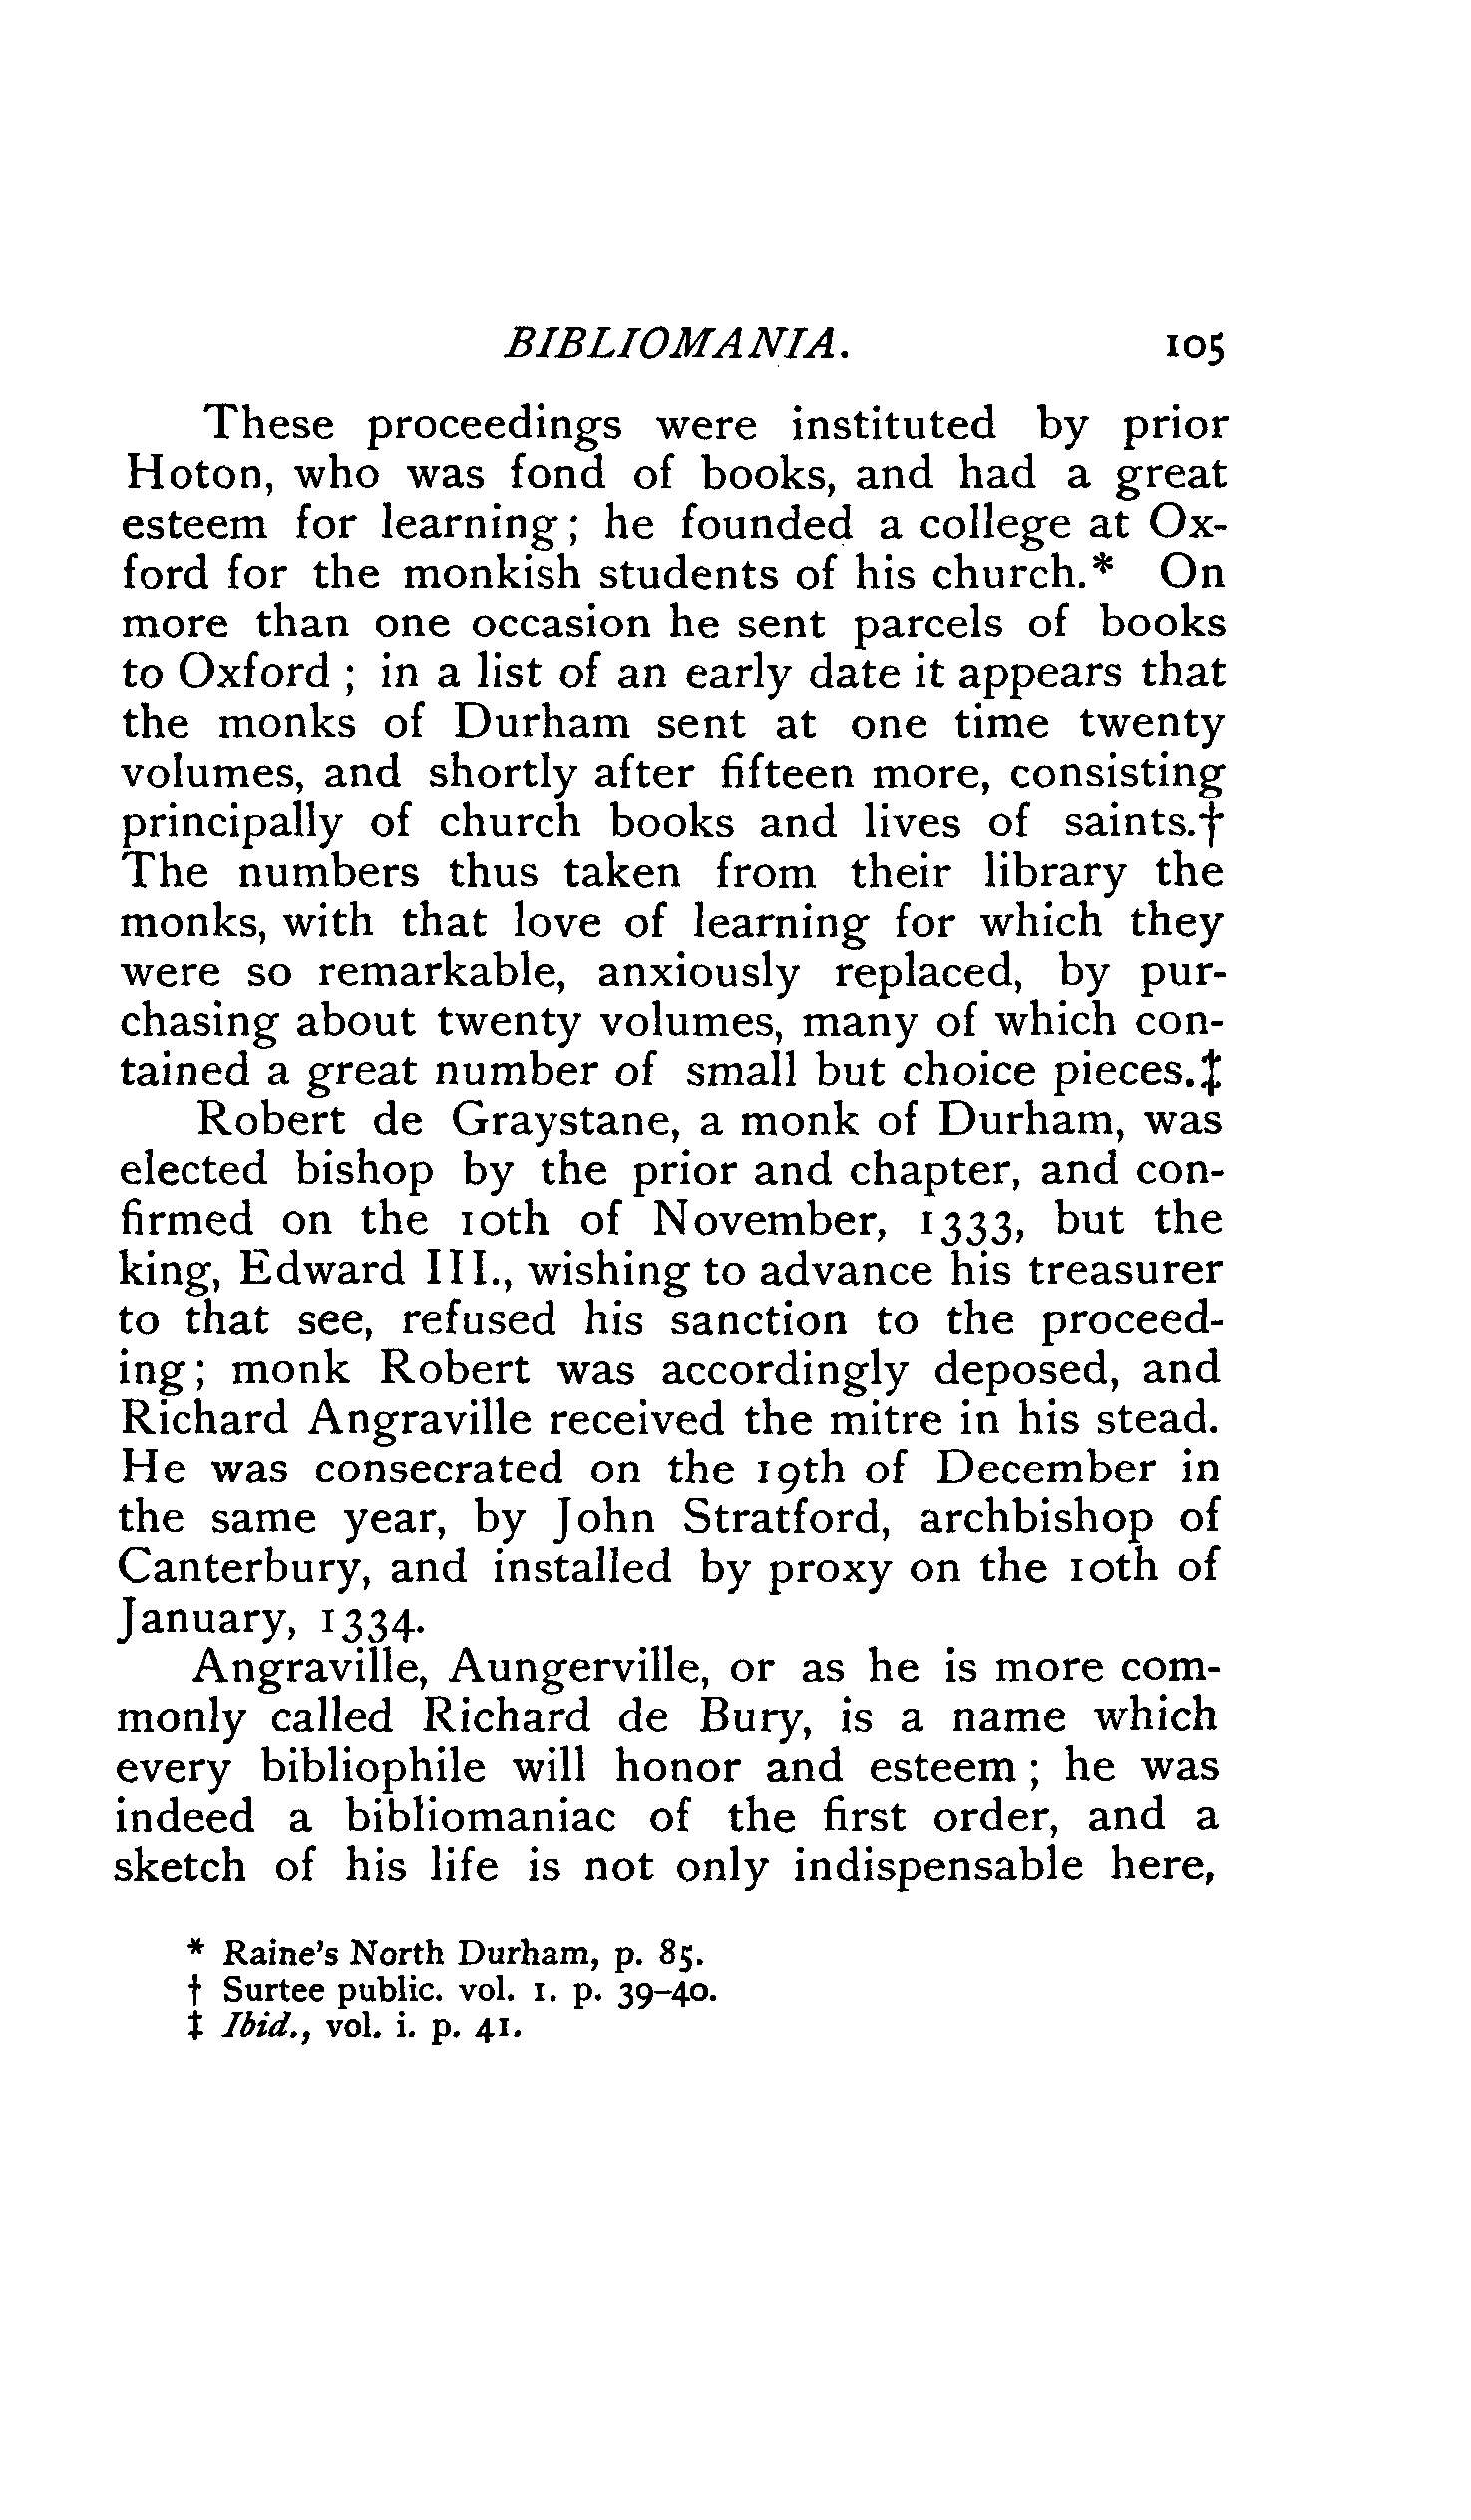 BIBLIOMANIA. 105
These proceedings were instituted by prior
Hoton, who was fond of books, and had a great
esteem for learning; he founded a college at Ox-
ford for the monkish students of his church.* On
more than one occasion he sent parcels of books
to Oxford ; in a list of an early date it appears that
the monks of Durham sent at one time twenty
volumes, and shortly after fifteen more, consisting
principally of church books and lives of saints.†
The numbers thus taken from their library the
monks, with that love of learning for which they
were so remarkable, anxiously replaced, by pur-
chasing about twenty volumes, many of which con-
tained a great number of small but choice pieces.‡
Robert de Graystane, a monk of Durham, was
elected bishop by the prior and chapter, and con-
firmed on the 10th of November, 1333, but the
king, Edward III., wishing to advance his treasurer
to that see, refused his sanction to the proceed-
ing; monk Robert was accordingly deposed, and
Richard Angraville received the mitre in his stead.
He was consecrated on the 19th of December in
the same year, by John Stratford, archbishop of
Canterbury, and installed by proxy on the 10th of
January, 1334.
Angraville, Aungerville, or as he is more com-
monly called Richard de Bury, is a name which
every bibliophile will honor and esteem ; he was
indeed a bibliomaniac of the first order, and a
sketch of his life is not only indispensable here,
* Raine's North Durham, p. 85.
† Surtee public. vol. 1. p. 39–40.
‡ Ibid., vol. i. p. 41.